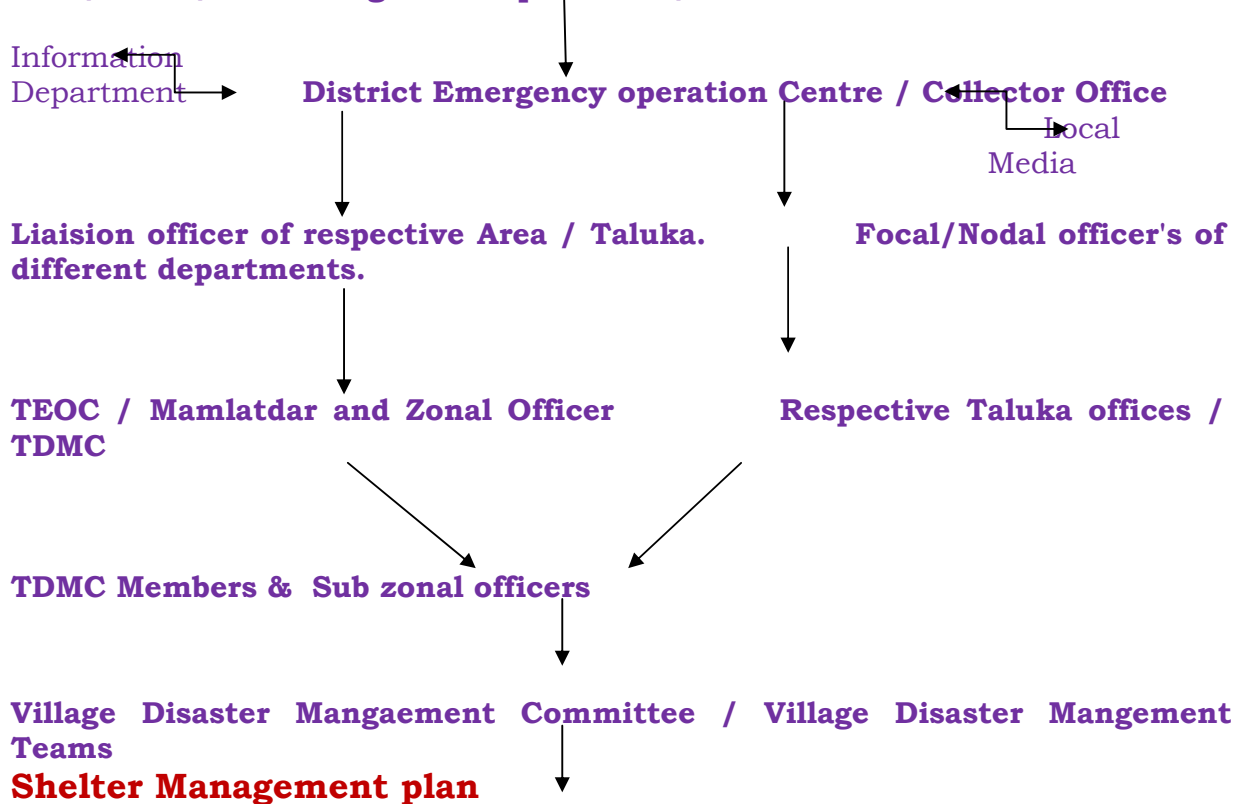 Information
Department District Emergency operation Centre / Collector Office
Local
Media
Liaision officer of respective Area / Taluka. Focal/Nodal officer's of
different departments.
TEOC / Mamlatdar and Zonal Officer Respective Taluka offices /
TDMC
TDMC Members & Sub zonal officers
Village Disaster Mangaement Committee / Village Disaster Mangement
Teams
Shelter Management plan